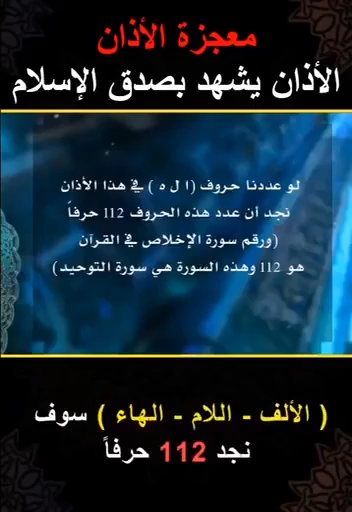 معجزة الأذان
الأذان يشهد بصدق الإسلام
لو عددنا حروف (ا ل ه ) في هذا الأذان
نجد أن عدد هذه الحروف 112 حرفاً
(ورقم سورة الإخلاص في القرآن
هو 112 وهذه السورة هي سورة التوحيد)
( الألف - اللام - الهاء ) سوف
نجد 112 حرفاً